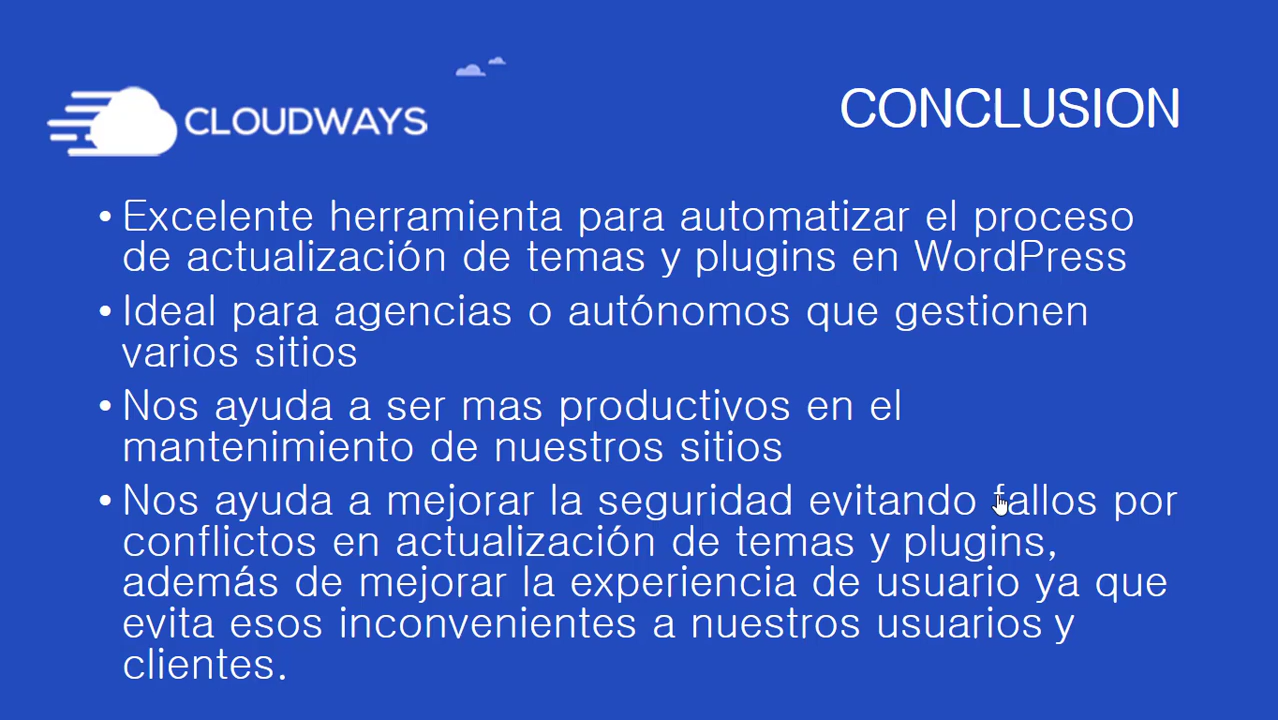 CLOUDWAYS
CONCLUSION
• Excelente herramienta para automatizar el proceso
de actualización de temas y plugins en WordPress
• Ideal para agencias o autónomos que gestionen
varios sitios
• Nos ayuda a ser mas productivos en el
mantenimiento de nuestros sitios
• Nos ayuda a mejorar la seguridad evitando fallos por
conflictos en actualización de temas y plugins,
además de mejorar la experiencia de usuario ya que
evita esos inconvenientes a nuestros usuarios y
clientes.